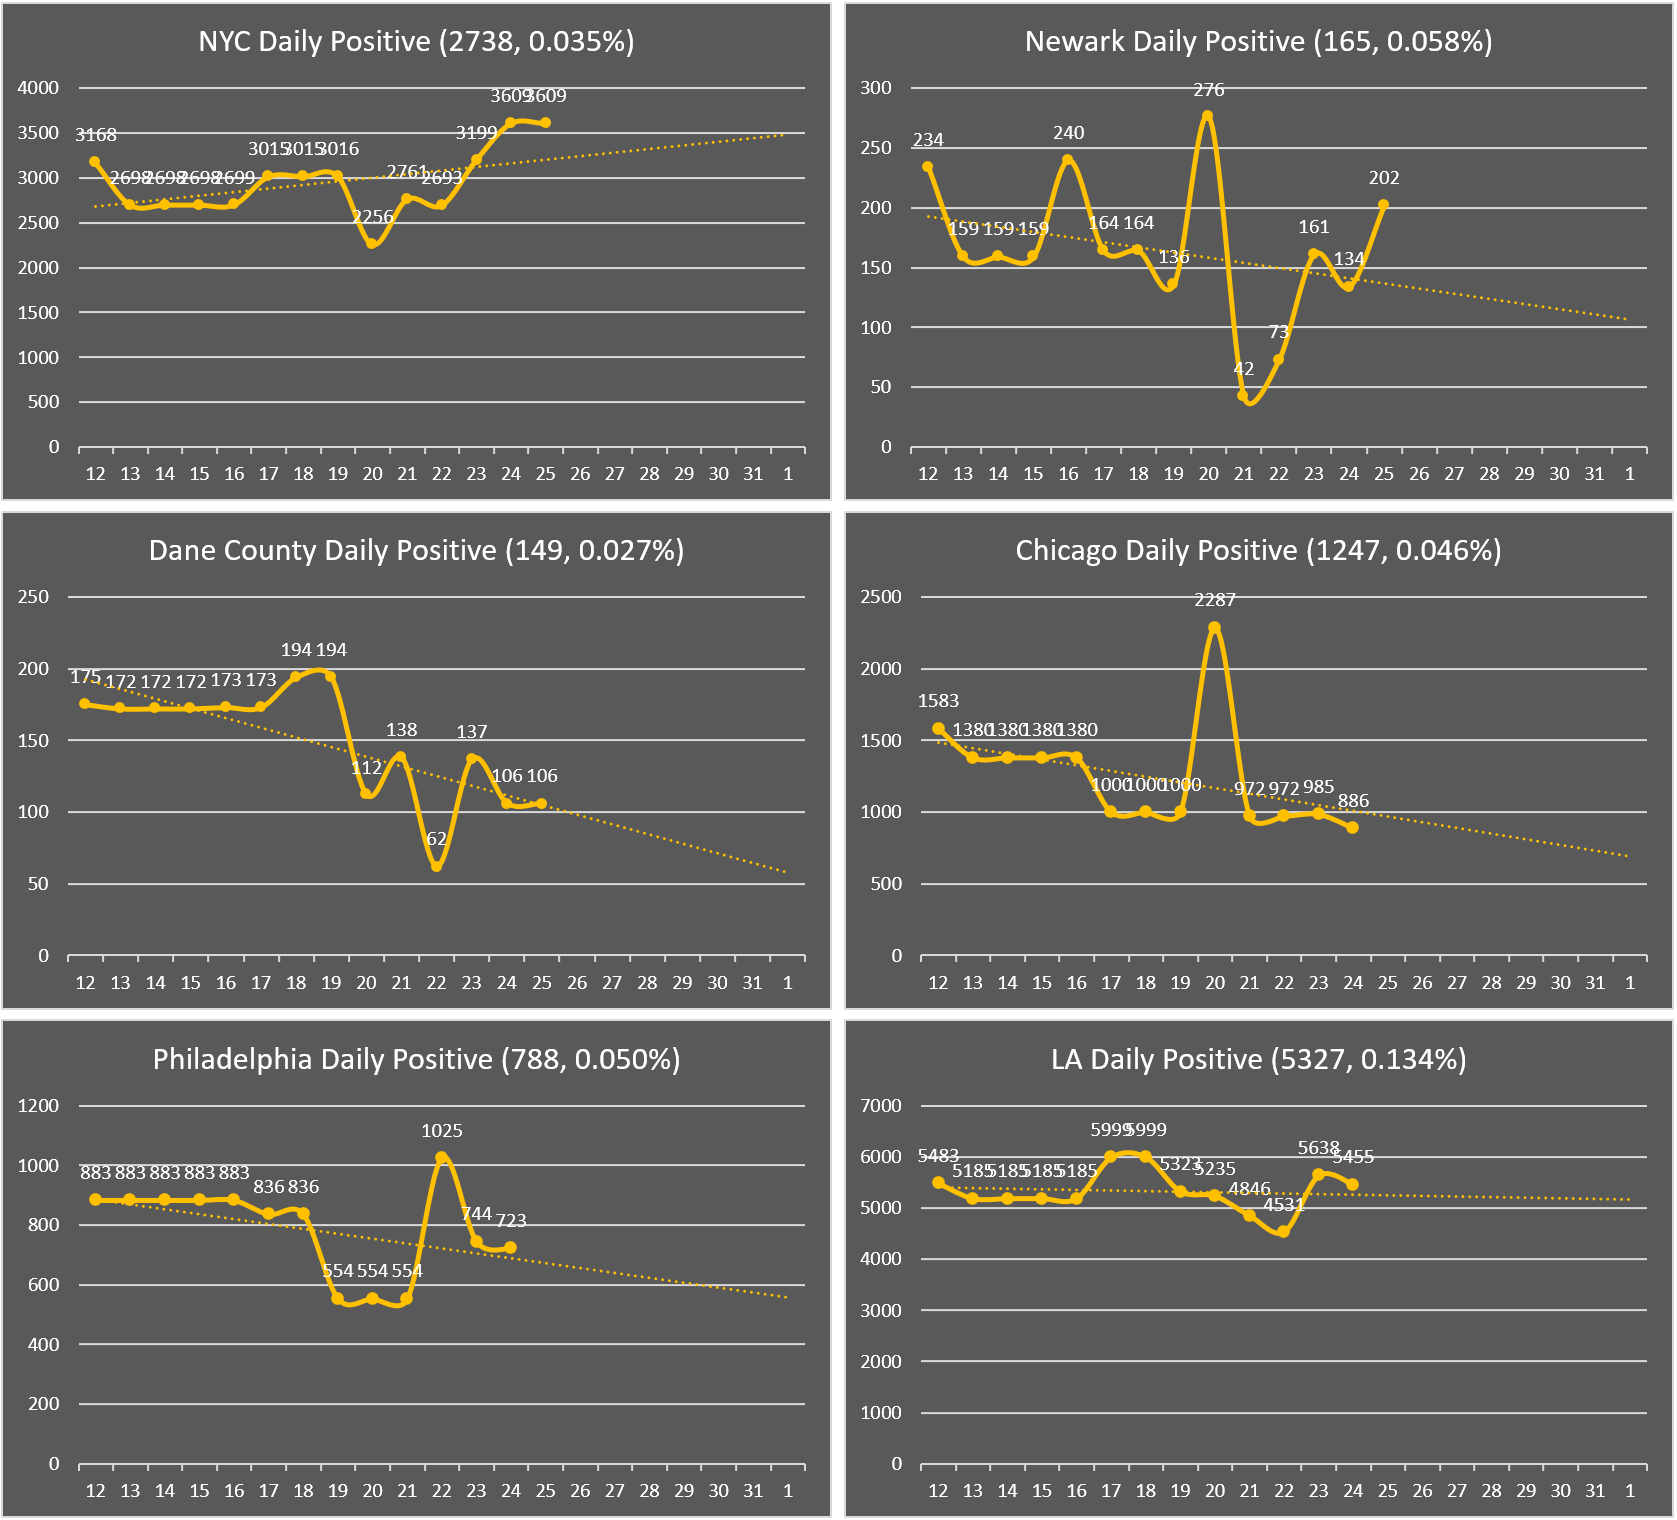 NYC Daily Positive (2738, 0.035%)
4000
3500
3000
2500
2000
1500
1000
500
0
3168 2698 2698 2698 2699 3015 3015 3016 2256 2761 2693 3199 3609 3609
12 13 14 15 16 17 18 19 20 21 22 23 24 25 26 27 28 29 30 31 1
Newark Daily Positive (165, 0.058%)
300
250
200
150
100
50
0
234 159 159 159 240 164 164 136 276 42 73 161 134 202
12 13 14 15 16 17 18 19 20 21 22 23 24 25 26 27 28 29 30 31 1
Dane County Daily Positive (149, 0.027%)
250
200
150
100
50
0
175 172 172 172 173 173 194 194 112 138 62 137 106 106
12 13 14 15 16 17 18 19 20 21 22 23 24 25 26 27 28 29 30 31 1
Chicago Daily Positive (1247, 0.046%)
2500
2000
1500
1000
500
0
1583 1380 1380 1380 1380 1000 1000 1000 2287 972 972 985 886
12 13 14 15 16 17 18 19 20 21 22 23 24 25 26 27 28 29 30 31 1
Philadelphia Daily Positive (788, 0.050%)
1200
1000
800
600
400
200
0
883 883 883 883 883 836 836 554 554 554 1025 744 723
12 13 14 15 16 17 18 19 20 21 22 23 24 25 26 27 28 29 30 31 1
LA Daily Positive (5327, 0.134%)
7000
6000
5000
4000
3000
2000
1000
0
5483 5185 5185 5185 5185 5999 5999 5323 5235 4846 4531 5638 5455
12 13 14 15 16 17 18 19 20 21 22 23 24 25 26 27 28 29 30 31 1